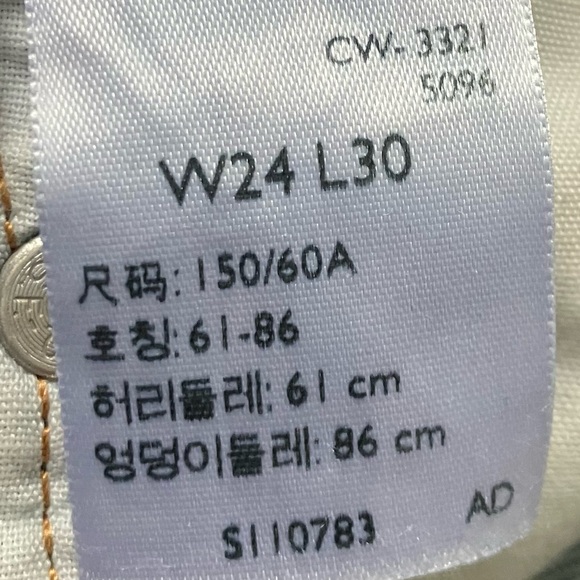 CW-3321
5096
W24 L30
尺码: 150/60A
호칭: 61-86
허리둘레: 61 cm
엉덩이둘레: 86 cm
S110783
AD